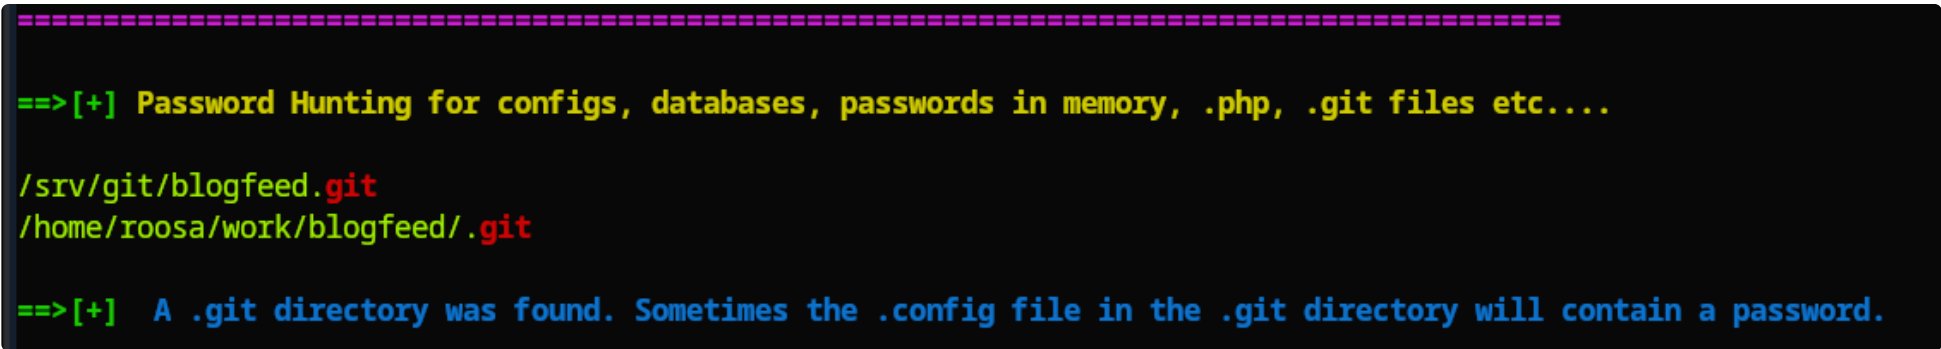 ==========================================================================================
==>[+] Password Hunting for configs, databases, passwords in memory, .php, .git files etc....
/srv/git/blogfeed.git
/home/roosa/work/blogfeed/.git
==>[+]  A .git directory was found. Sometimes the .config file in the .git directory will contain a password.